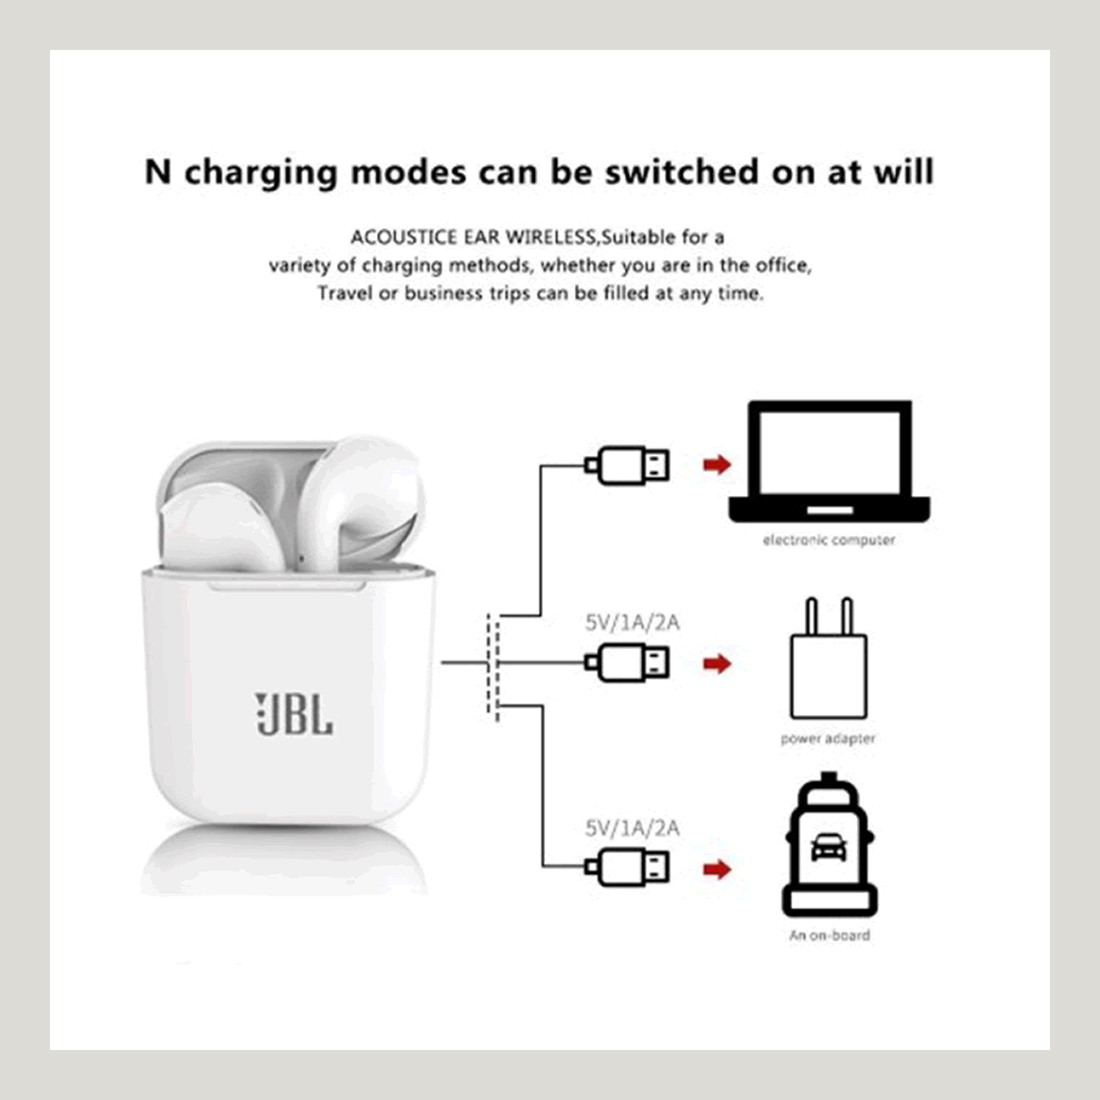 N charging modes can be switched on at will
ACOUSTICE EAR WIRELESS,Suitable for a
variety of charging methods, whether you are in the office,
Travel or business trips can be filled at any time.
electronic computer
5V/1A/2A
power adapter
JBL
5V/1A/2A
An on-board